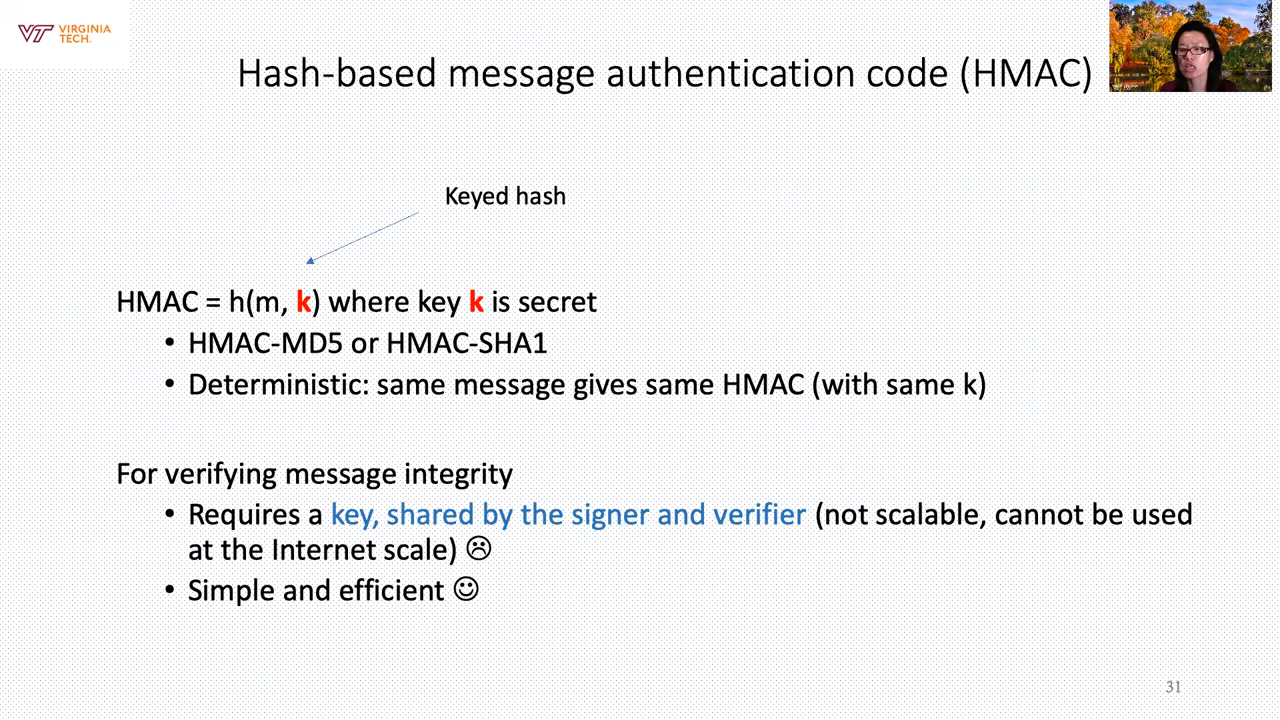 VT VIRGINIA
TECH.
Hash-based message authentication code (HMAC)
Keyed hash
HMAC = h(m, k) where key k is secret
• HMAC-MD5 or HMAC-SHA1
• Deterministic: same message gives same HMAC (with same k)
For verifying message integrity
• Requires a key, shared by the signer and verifier (not scalable, cannot be used
at the Internet scale) ☹
• Simple and efficient ☺
31